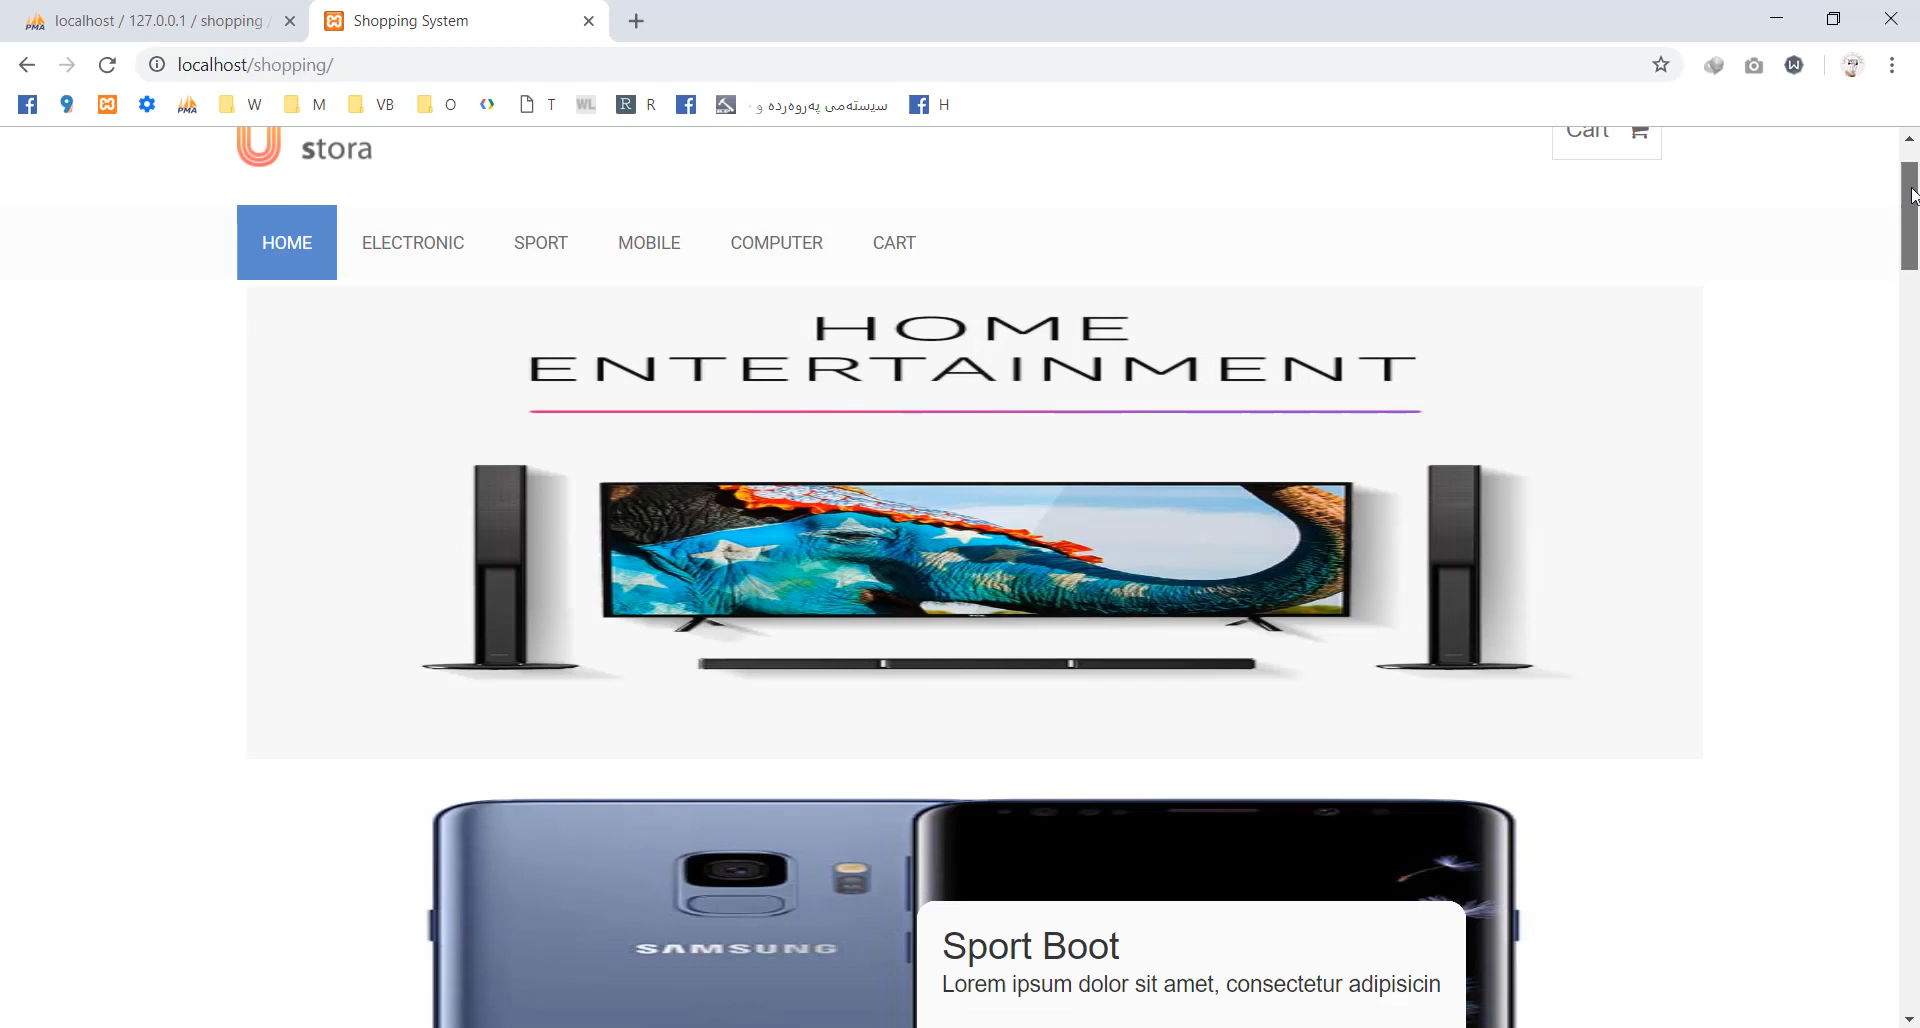 localhost / 127.0.0.1 / shopping
Shopping System
localhost/shopping/
W
M
VB
O
T
WL
R R
سیستەمی پەروەردە و
H
stora
Cart
HOME
ELECTRONIC
SPORT
MOBILE
COMPUTER
CART
HOME
ENTERTAINMENT
SAMSUNG
Sport Boot
Lorem ipsum dolor sit amet, consectetur adipisicin